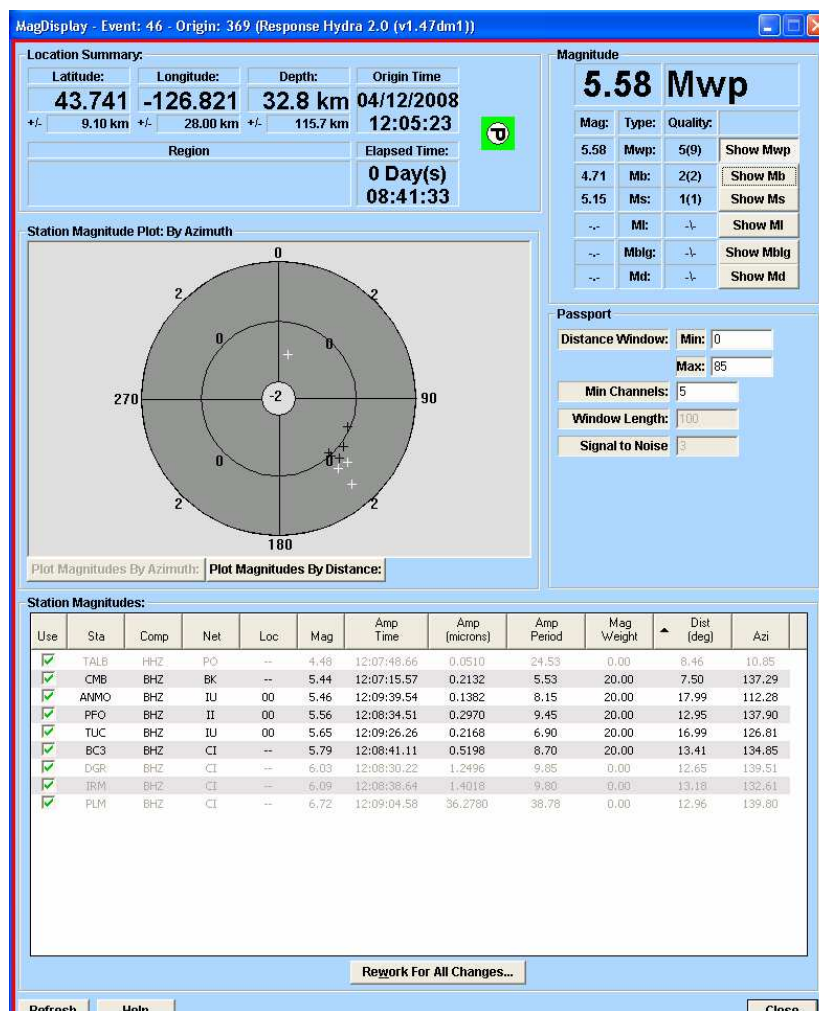 MagDisplay - Event: 46 - Origin: 369 (Response Hydra 2.0 (v1.47dm1))
Location Summary:
Latitude: Longitude: Depth: Origin Time
43.741 -126.821 32.8 km 04/12/2008
+/- 9.10 km +/- 28.00 km +/- 115.7 km 12:05:23
P
Region Elapsed Time:
0 Day(s)
08:41:33
Magnitude
5.58 Mwp
Mag: Type: Quality:
5.58 Mwp: 5(9) Show Mwp
4.71 Mb: 2(2) Show Mb
5.15 Ms: 1(1) Show Ms
-.- Ml: -\- Show Ml
-.- Mblg: -\- Show Mblg
-.- Md: -\- Show Md
Station Magnitude Plot: By Azimuth
0
2 2
0 0
270 -2 90
0 0
2 2
180
Plot Magnitudes By Azimuth: Plot Magnitudes By Distance:
Passport
Distance Window: Min: 0
Max: 85
Min Channels: 5
Window Length: 100
Signal to Noise 3
Station Magnitudes:
Use Sta Comp Net Loc Mag Amp Time Amp (microns) Amp Period Mag Weight Dist (deg) Azi
TALB HHZ PO -- 4.48 12:07:48.66 0.0510 24.53 0.00 8.46 10.85
CMB BHZ BK -- 5.44 12:07:15.57 0.2132 5.53 20.00 7.50 137.29
ANMO BHZ IU 00 5.46 12:09:39.54 0.1382 8.15 20.00 17.99 112.28
PFO BHZ II 00 5.56 12:08:34.51 0.2970 9.45 20.00 12.95 137.90
TUC BHZ IU 00 5.65 12:09:26.26 0.2168 6.90 20.00 16.99 126.81
BC3 BHZ CI -- 5.79 12:08:41.11 0.5198 8.70 20.00 13.41 134.85
DGR BHZ CI -- 6.03 12:08:30.22 1.2496 9.85 0.00 12.65 139.51
IRM BHZ CI -- 6.09 12:08:38.64 1.4018 9.80 0.00 13.18 132.61
PLM BHZ CI -- 6.72 12:09:04.58 36.2780 38.78 0.00 12.96 139.80
Rework For All Changes...
Refresh Help Close